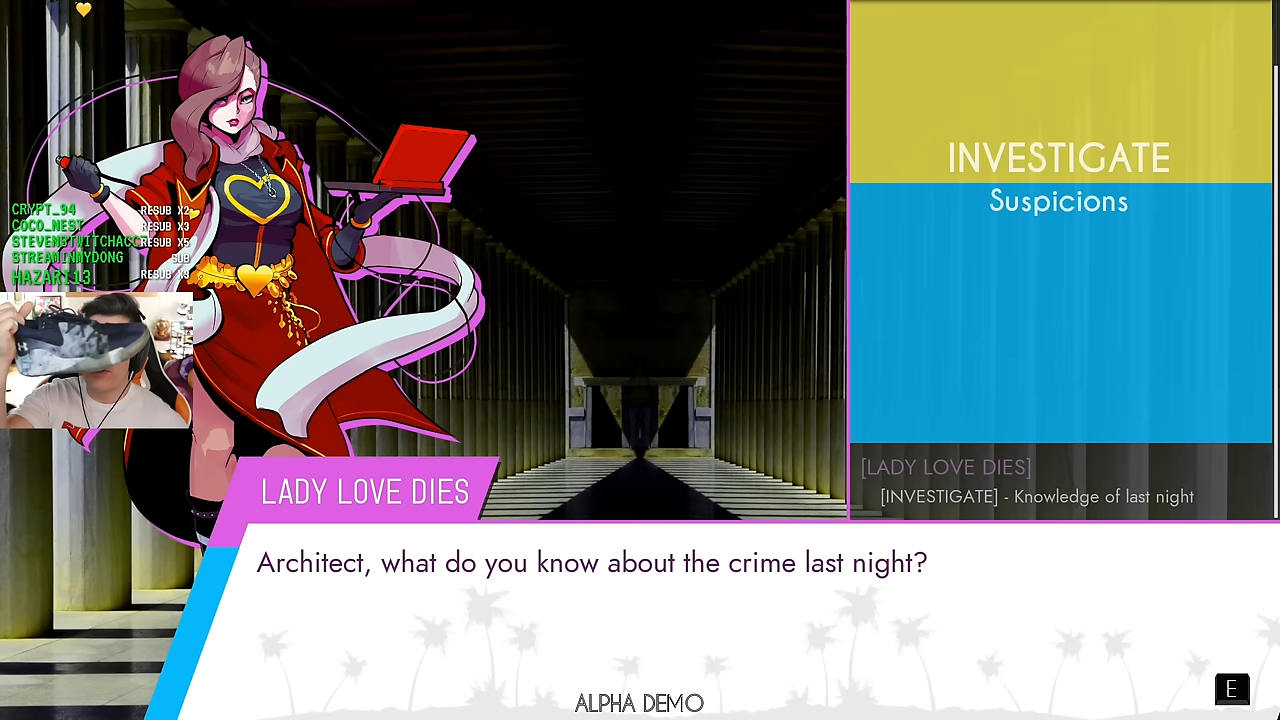 INVESTIGATE
Suspicions
CRYPT_94 RESUB X2
COCO_NEST RESUB X3
STEVENSTWITCHACC RESUB X5
STREAMINMYDONG SUB
HAZARI13 RESUB X3
[LADY LOVE DIES]
[INVESTIGATE] - Knowledge of last night
LADY LOVE DIES
Architect, what do you know about the crime last night?
E
ALPHA DEMO